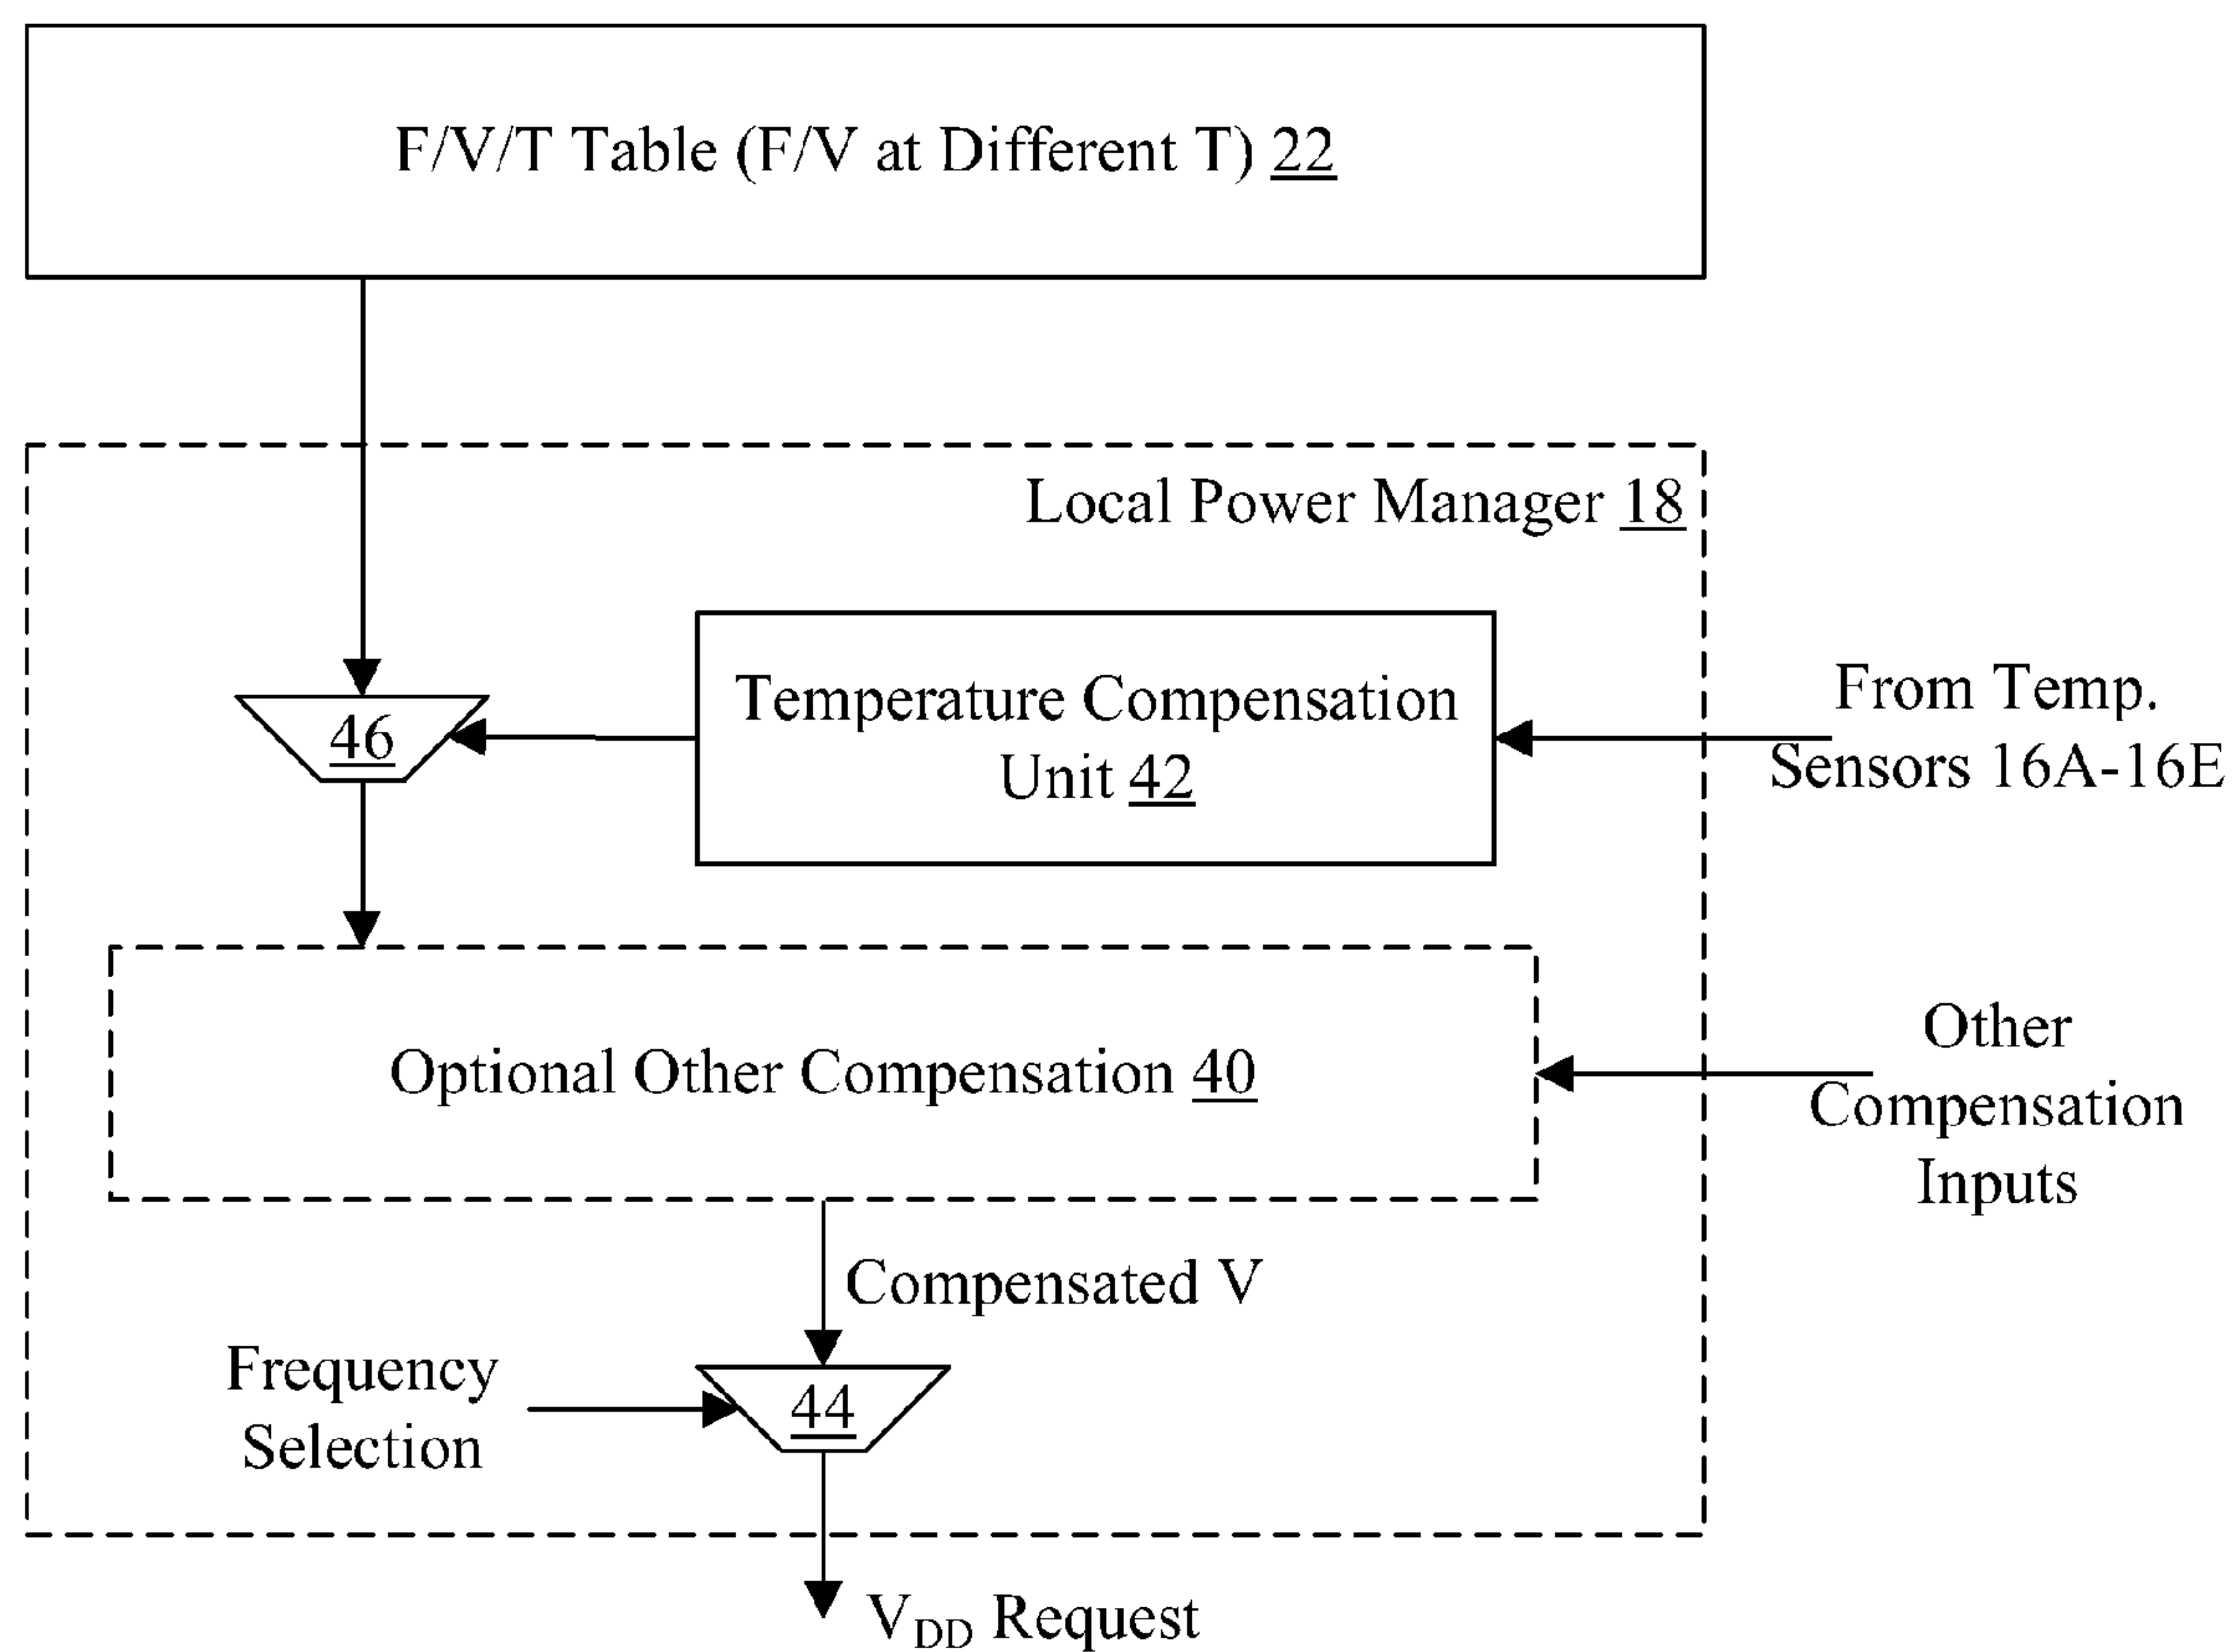 F/V/T Table (F/V at Different T) 22
Local Power Manager 18
46
Temperature Compensation
Unit 42
From Temp.
Sensors 16A-16E
Optional Other Compensation 40
Other
Compensation
Inputs
Compensated V
Frequency
Selection
44
VDD Request